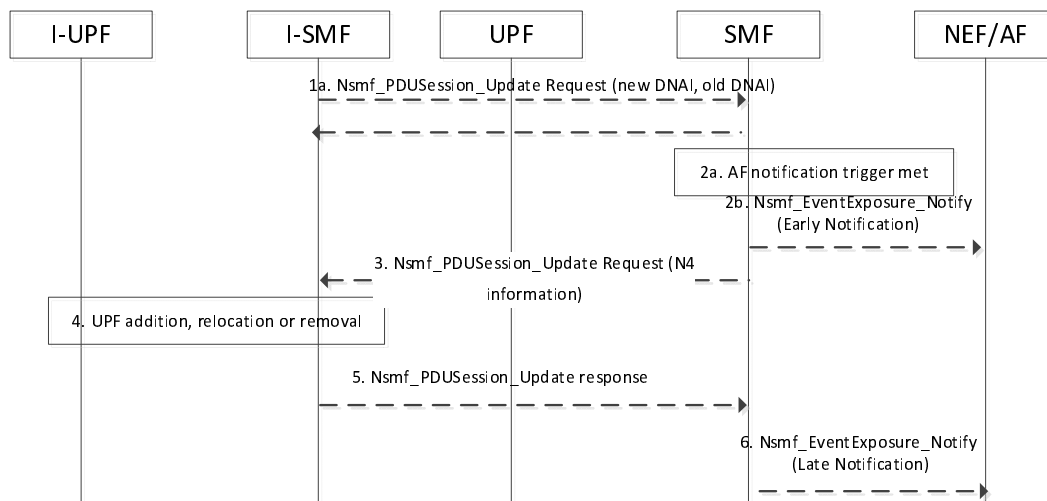 I-UPF
I-SMF
UPF
SMF
NEF/AF
1a. Nsmf_PDUSession_Update Request (new DNAI, old DNAI)
2a. AF notification trigger met
2b. Nsmf_EventExposure_Notify
(Early Notification)
3. Nsmf_PDUSession_Update Request (N4
information)
4. UPF addition, relocation or removal
5. Nsmf_PDUSession_Update response
6. Nsmf_EventExposure_Notify
(Late Notification)